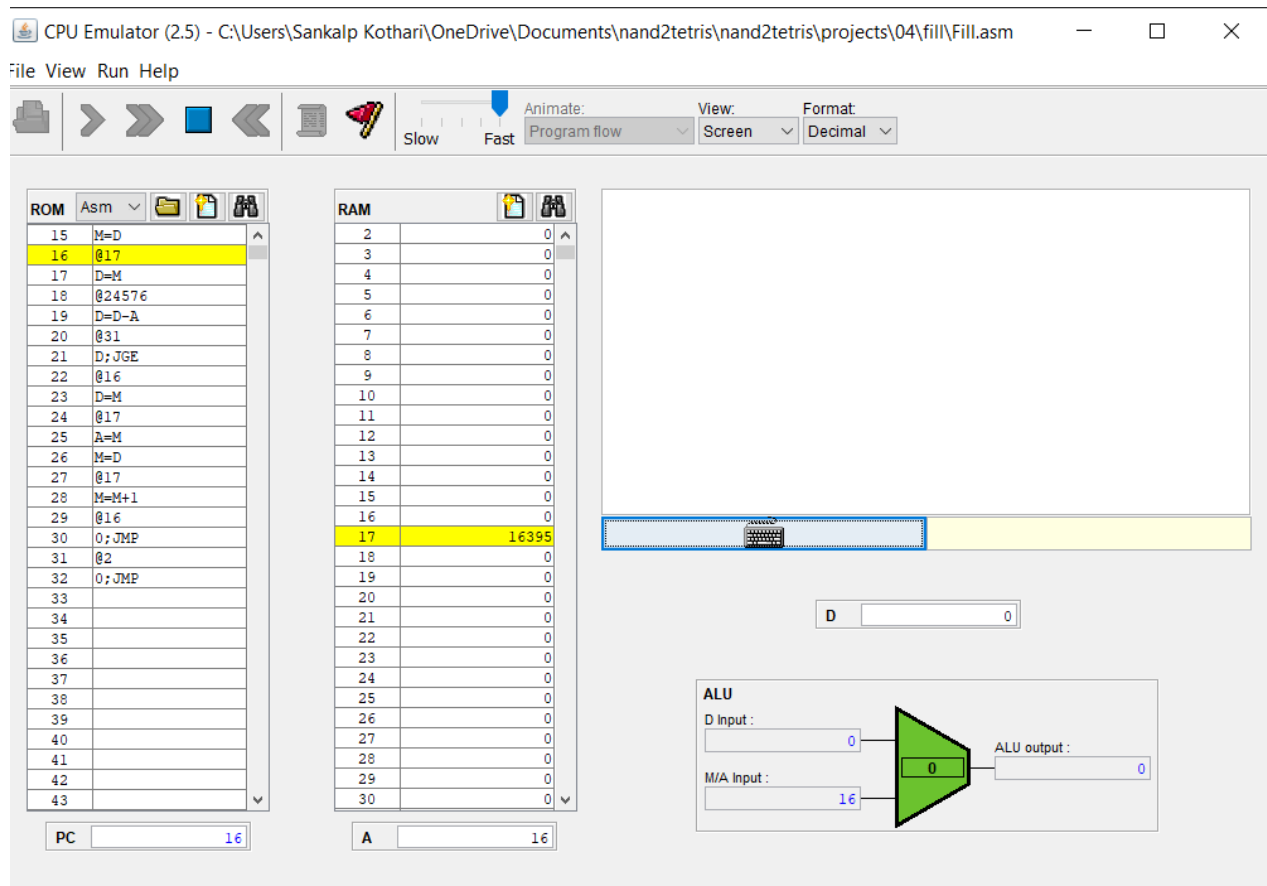 CPU Emulator (2.5) - C:\Users\Sankalp Kothari\OneDrive\Documents\nand2tetris\nand2tetris\projects\04\fill\Fill.asm
File View Run Help
Slow Fast
Animate:
Program flow
View:
Screen
Format:
Decimal
ROM Asm
15 M=D
16 @17
17 D=M
18 @24576
19 D=D-A
20 @31
21 D;JGE
22 @16
23 D=M
24 @17
25 A=M
26 M=D
27 @17
28 M=M+1
29 @16
30 0;JMP
31 @2
32 0;JMP
33
34
35
36
37
38
39
40
41
42
43
PC 16
RAM
2 0
3 0
4 0
5 0
6 0
7 0
8 0
9 0
10 0
11 0
12 0
13 0
14 0
15 0
16 0
17 16395
18 0
19 0
20 0
21 0
22 0
23 0
24 0
25 0
26 0
27 0
28 0
29 0
30 0
A 16
D 0
ALU
D Input :
0
M/A Input :
16
0
ALU output :
0